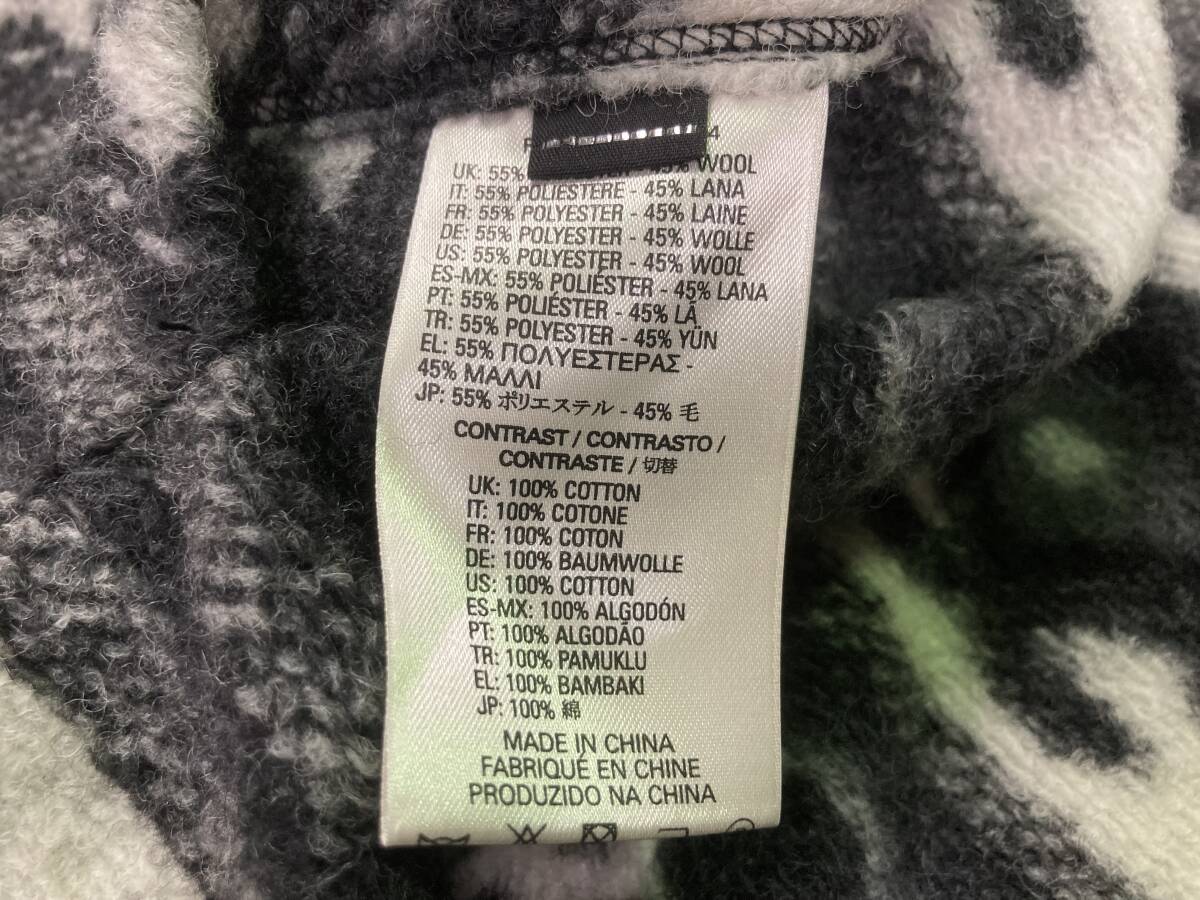 4
UK: 55% WOOL
IT: 55% POLIESTERE - 45% LANA
FR: 55% POLYESTER - 45% LAINE
DE: 55% POLYESTER - 45% WOLLE
US: 55% POLYESTER - 45% WOOL
ES-MX: 55% POLIÉSTER - 45% LANA
PT: 55% POLIÉSTER - 45% LÃ
TR: 55% POLYESTER - 45% YÜN
EL: 55% ΠΟΛΥΕΣΤΕΡΑΣ -
45% ΜΑΛΛΙ
JP: 55% ポリエステル - 45% 毛
CONTRAST / CONTRASTO /
CONTRASTE / 切替
UK: 100% COTTON
IT: 100% COTONE
FR: 100% COTON
DE: 100% BAUMWOLLE
US: 100% COTTON
ES-MX: 100% ALGODÓN
PT: 100% ALGODÃO
TR: 100% PAMUKLU
EL: 100% ΒΑΜΒΑΚΙ
JP: 100% 綿
MADE IN CHINA
FABRIQUÉ EN CHINE
PRODUZIDO NA CHINA